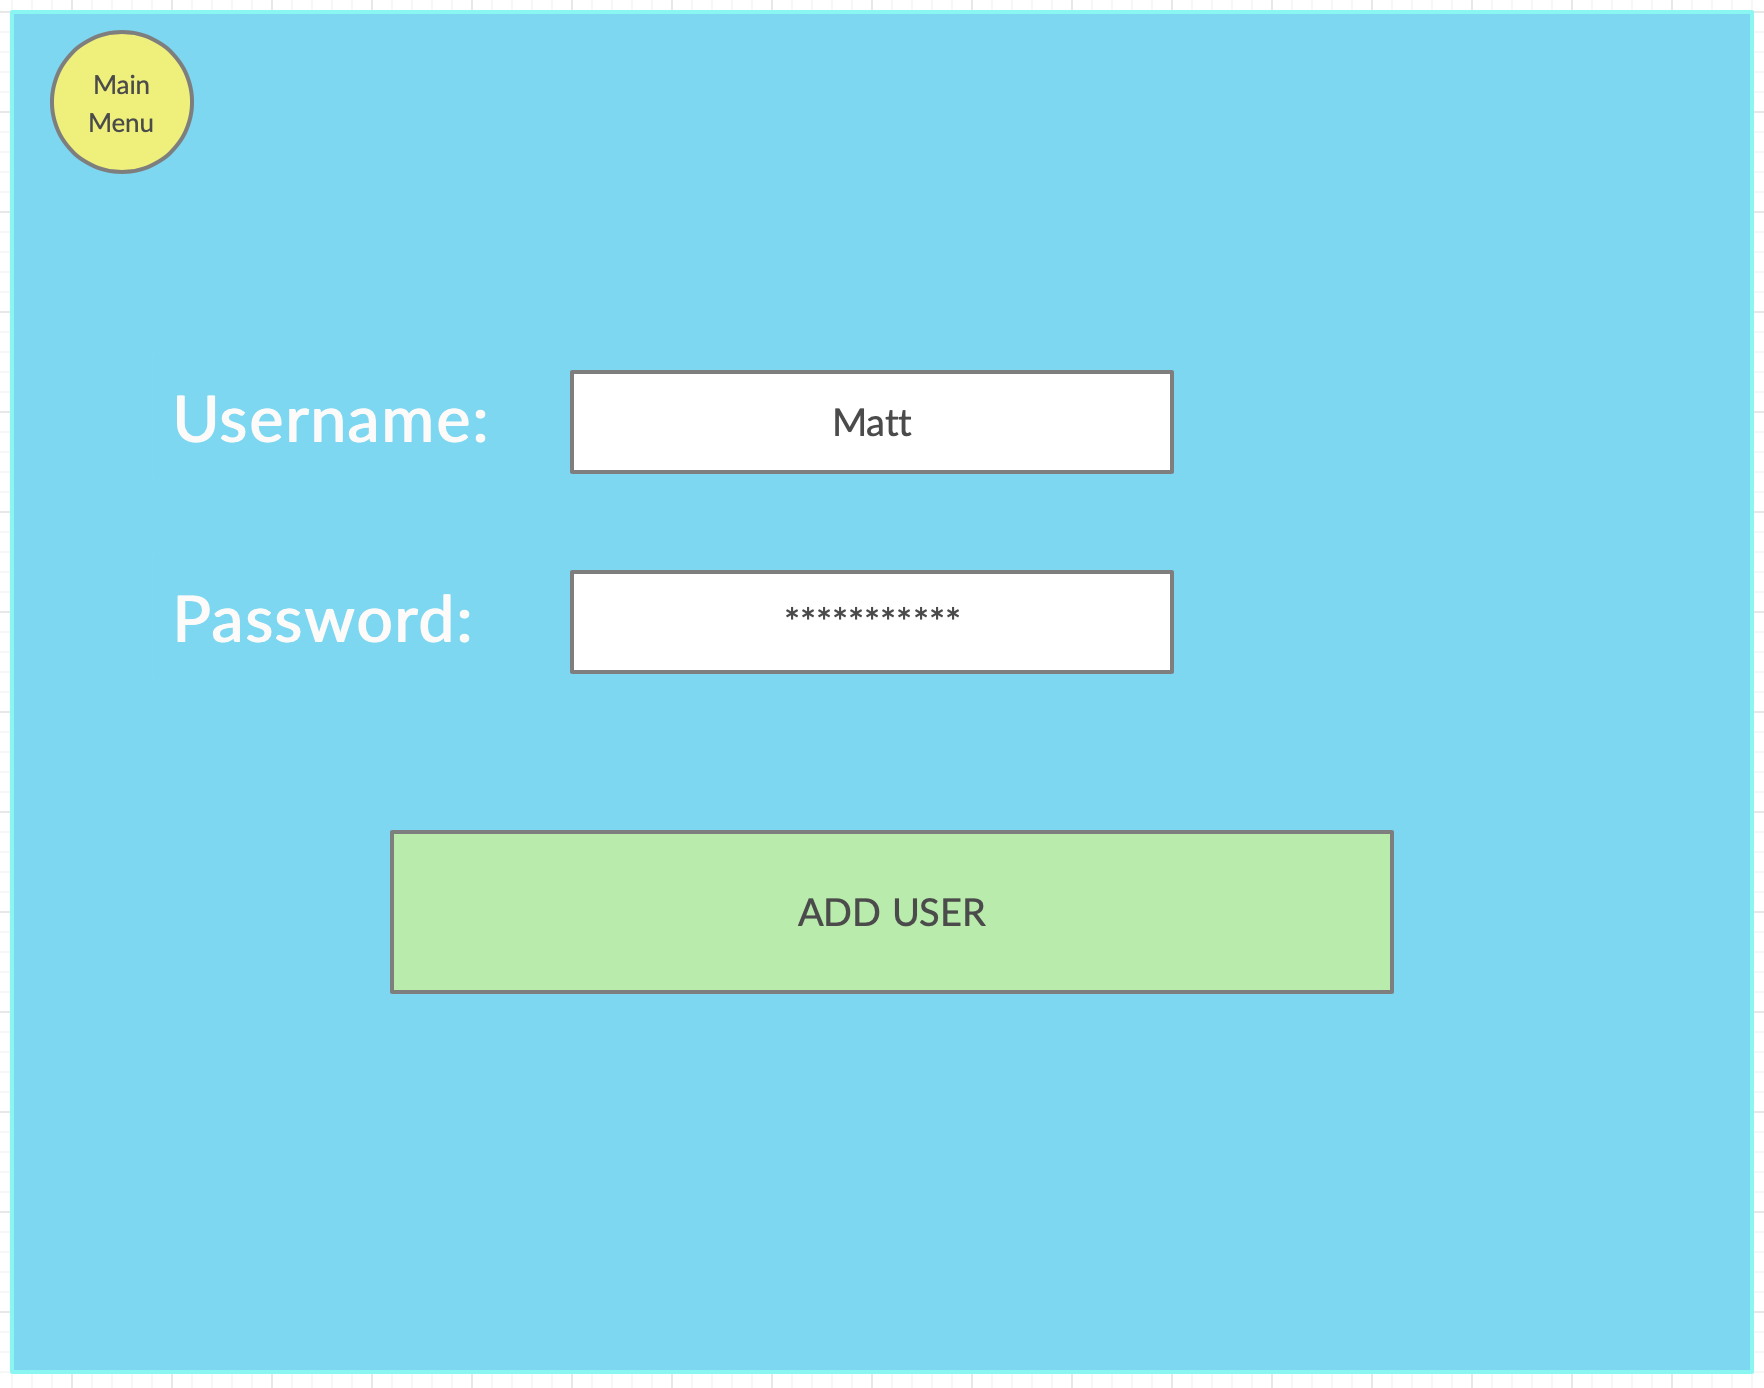 Main
Menu
Username:
Matt
Password:
***********
ADD USER